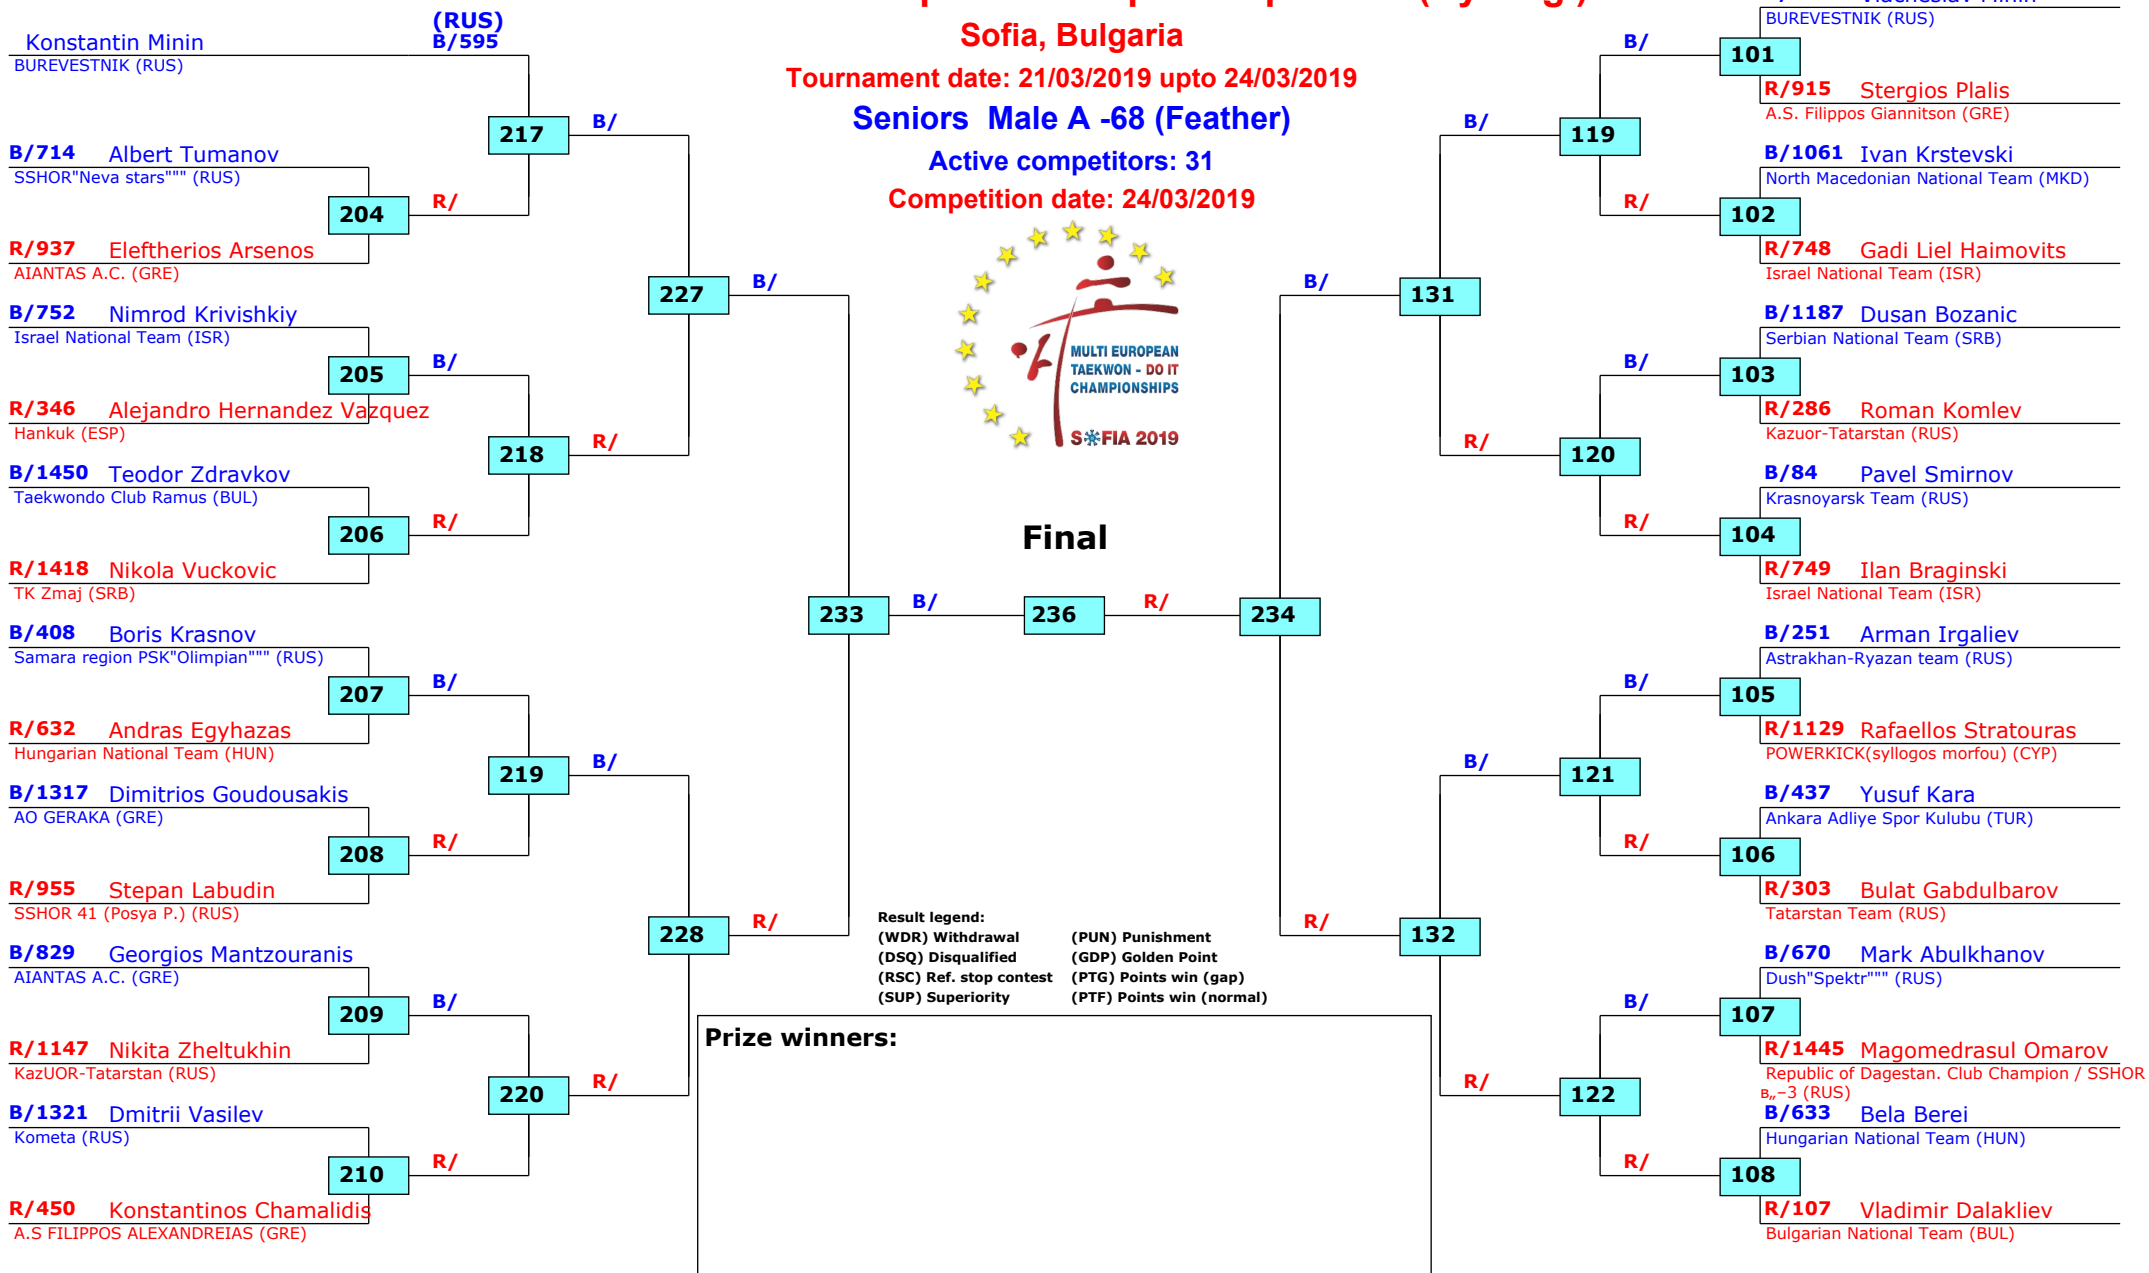 Sofia, Bulgaria
Tournament date: 21/03/2019 upto 24/03/2019
Seniors Male A -68 (Feather)
Active competitors: 31
Competition date: 24/03/2019
MULTI EUROPEAN
TAEKWON - DO IT
CHAMPIONSHIPS
S FIA 2019
(RUS)
Konstantin Minin B/595
BUREVESTNIK (RUS)
217 B/
B/714 Albert Tumanov
SSHOR"Neva stars""" (RUS)
204 R/
R/937 Eleftherios Arsenos
AIANTAS A.C. (GRE)
227 B/
B/752 Nimrod Krivishkiy
Israel National Team (ISR)
205 B/
R/346 Alejandro Hernandez Vazquez
Hankuk (ESP)
218 R/
B/1450 Teodor Zdravkov
Taekwondo Club Ramus (BUL)
206 R/
R/1418 Nikola Vuckovic
TK Zmaj (SRB)
B/408 Boris Krasnov
Samara region PSK"Olimpian""" (RUS)
207 B/
R/632 Andras Egyhazas
Hungarian National Team (HUN)
219 B/
B/1317 Dimitrios Goudousakis
AO GERAKA (GRE)
208 R/
R/955 Stepan Labudin
SSHOR 41 (Posya P.) (RUS)
228 R/
B/829 Georgios Mantzouranis
AIANTAS A.C. (GRE)
209 B/
R/1147 Nikita Zheltukhin
KazUOR-Tatarstan (RUS)
220 R/
B/1321 Dmitrii Vasilev
Kometa (RUS)
210 R/
R/450 Konstantinos Chamalidis
A.S FILIPPOS ALEXANDREIAS (GRE)
Final
233 B/ 236 R/ 234
BUREVESTNIK (RUS)
B/ 101
R/915 Stergios Plalis
A.S. Filippos Giannitson (GRE)
B/ 119
B/1061 Ivan Krstevski
North Macedonian National Team (MKD)
R/ 102
R/748 Gadi Liel Haimovits
Israel National Team (ISR)
B/ 131
B/1187 Dusan Bozanic
Serbian National Team (SRB)
B/ 103
R/286 Roman Komlev
Kazuor-Tatarstan (RUS)
R/ 120
B/84 Pavel Smirnov
Krasnoyarsk Team (RUS)
R/ 104
R/749 Ilan Braginski
Israel National Team (ISR)
B/251 Arman Irgaliev
Astrakhan-Ryazan team (RUS)
B/ 105
R/1129 Rafaellos Stratouras
POWERKICK(syllogos morfou) (CYP)
B/ 121
B/437 Yusuf Kara
Ankara Adliye Spor Kulubu (TUR)
R/ 106
R/303 Bulat Gabdulbarov
Tatarstan Team (RUS)
R/ 132
B/670 Mark Abulkhanov
Dush"Spektr""" (RUS)
B/ 107
R/1445 Magomedrasul Omarov
Republic of Dagestan. Club Champion / SSHOR
в„–3 (RUS)
R/ 122
B/633 Bela Berei
Hungarian National Team (HUN)
R/ 108
R/107 Vladimir Dalakliev
Bulgarian National Team (BUL)
Result legend:
(WDR) Withdrawal (PUN) Punishment
(DSQ) Disqualified (GDP) Golden Point
(RSC) Ref. stop contest (PTG) Points win (gap)
(SUP) Superiority (PTF) Points win (normal)
Prize winners: